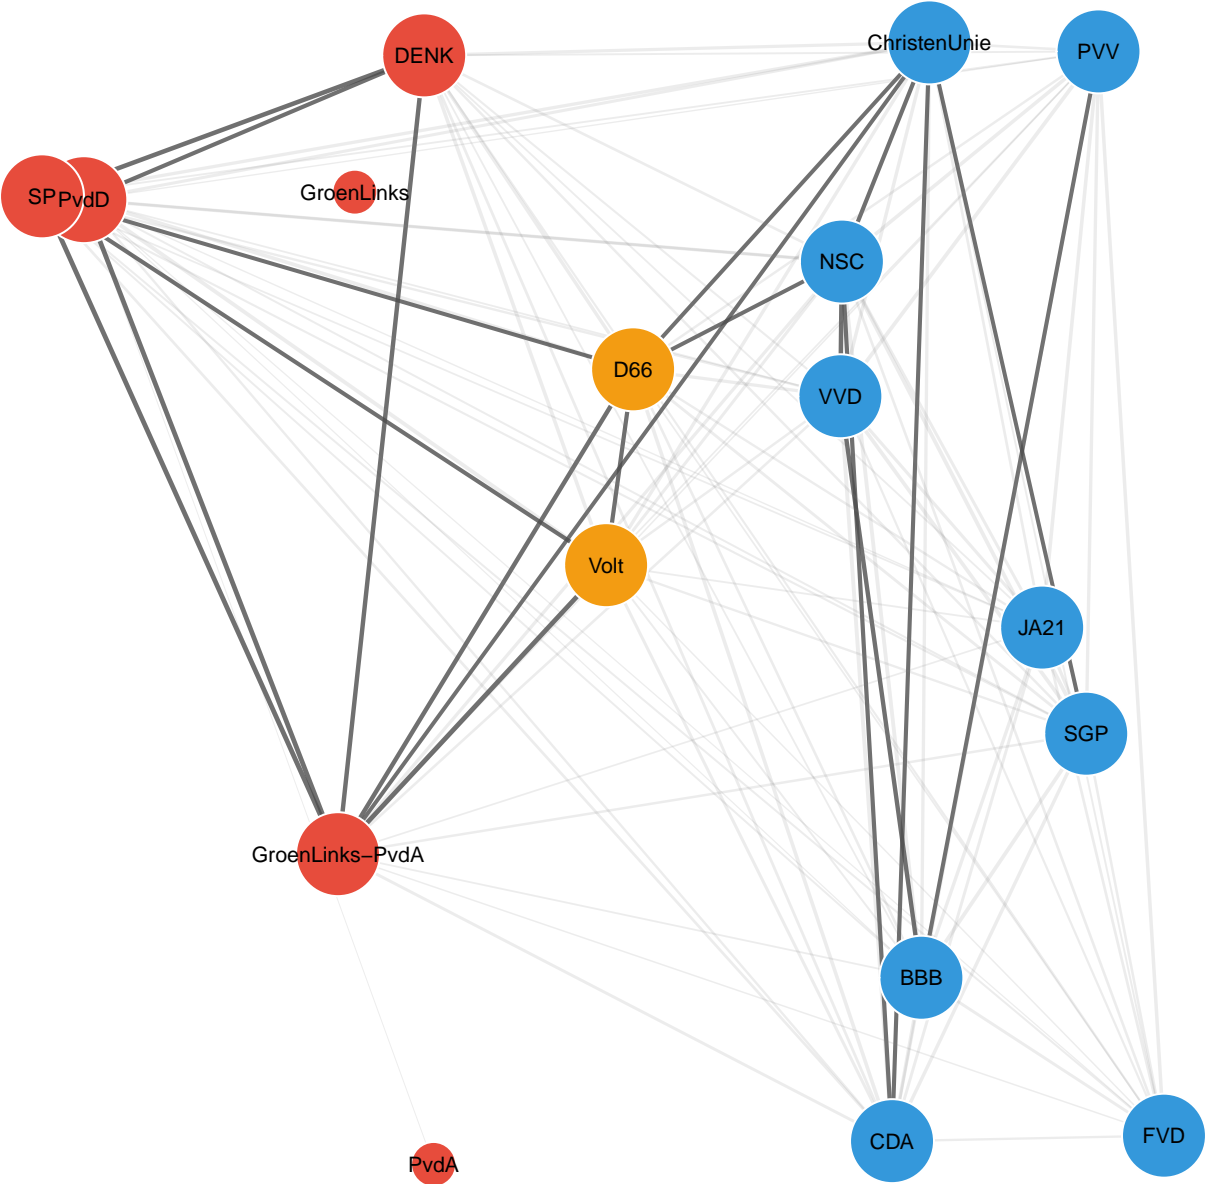 ChristenUnie
PVV
DENK
GroenLinks
SP
PvdD
NSC
D66
VVD
Volt
JA21
SGP
GroenLinks−PvdA
BBB
FVD
CDA
PvdA